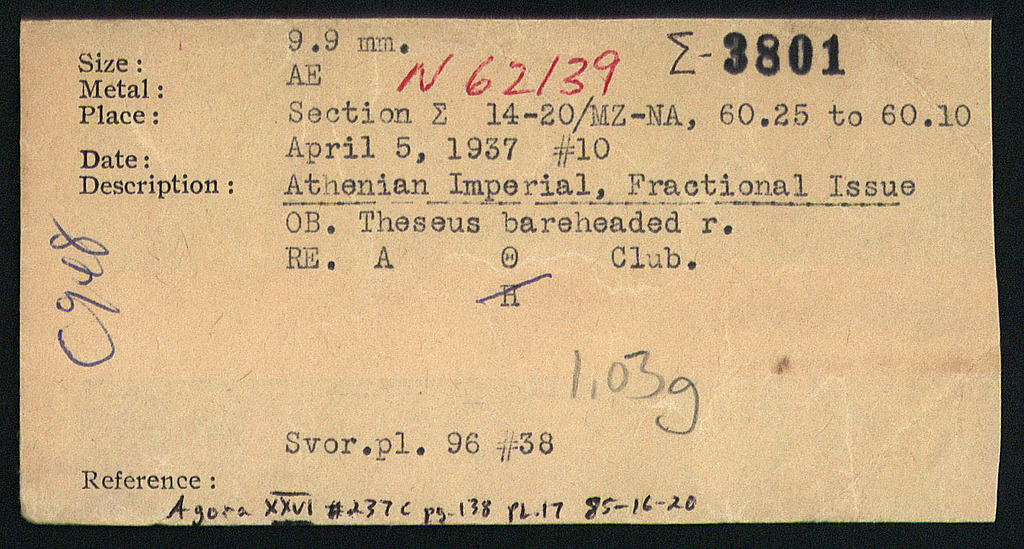 Σ-3801
Size: 9.9 mm.
Metal: AE N 62139
Place: Section Σ 14-20/MZ-NA, 60.25 to 60.10
Date: April 5, 1937 #10
Description: Athenian Imperial, Fractional Issue
OB. Theseus bareheaded r.
RE. A Θ Club.
H
1,03g
Svor.pl. 96 #38
Reference:
Agora XXVI #237c pg.138 PL.17 85-16-20